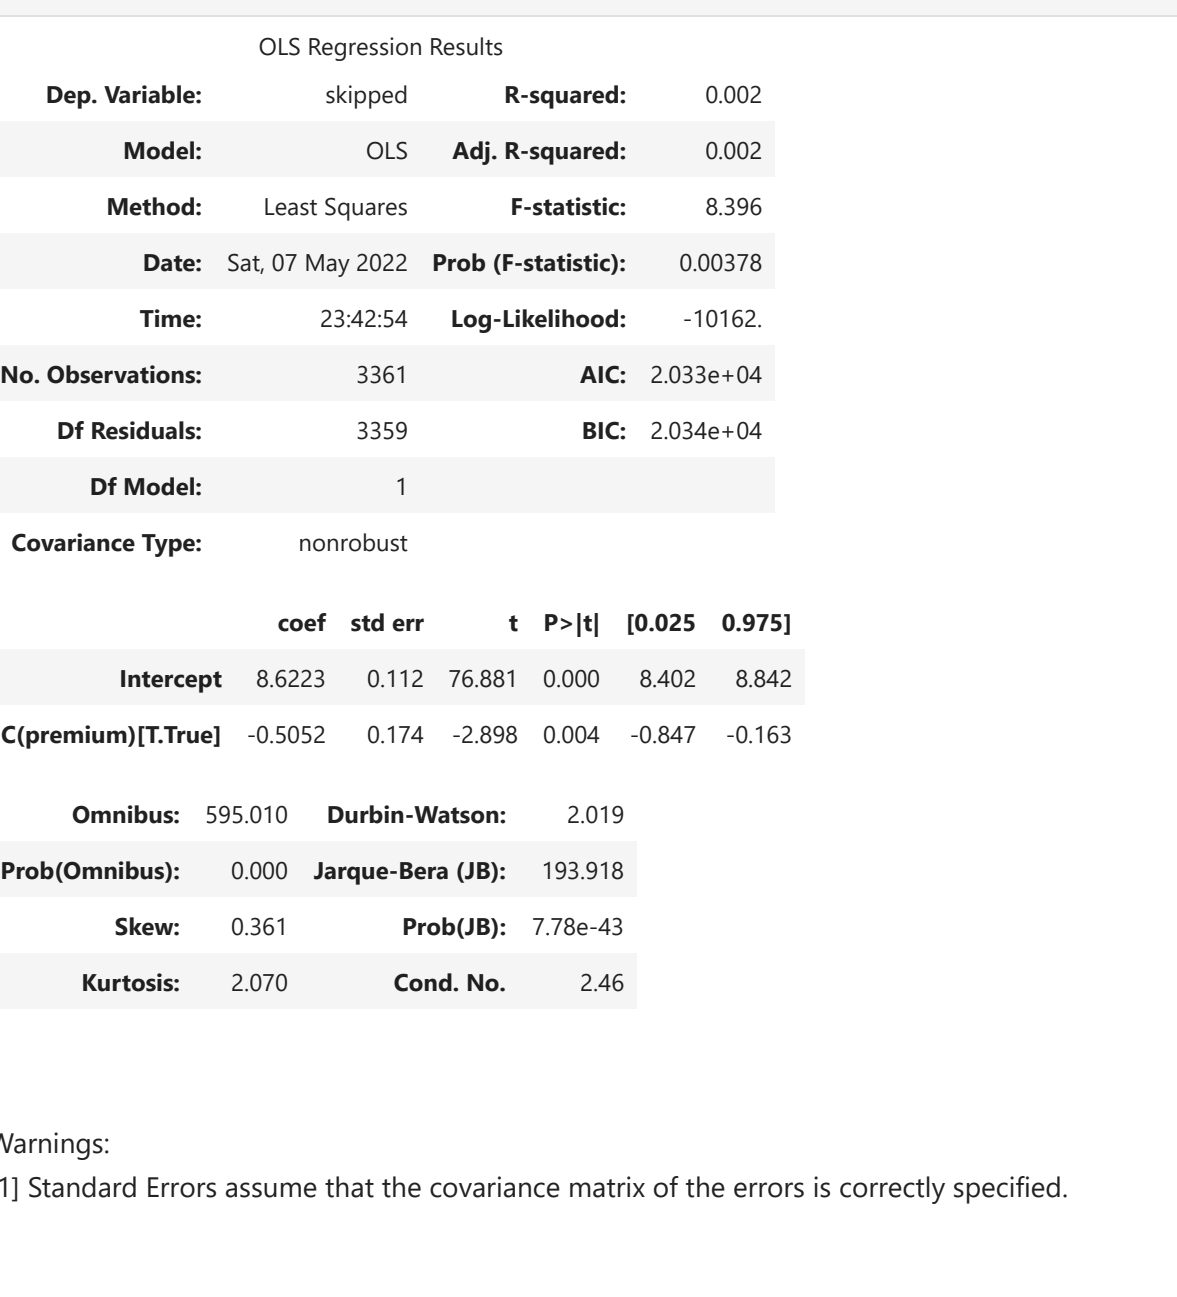 OLS Regression Results
Dep. Variable: skipped R-squared: 0.002
Model: OLS Adj. R-squared: 0.002
Method: Least Squares F-statistic: 8.396
Date: Sat, 07 May 2022 Prob (F-statistic): 0.00378
Time: 23:42:54 Log-Likelihood: -10162.
No. Observations: 3361 AIC: 2.033e+04
Df Residuals: 3359 BIC: 2.034e+04
Df Model: 1
Covariance Type: nonrobust
coef std err t P>|t| [0.025 0.975]
Intercept 8.6223 0.112 76.881 0.000 8.402 8.842
C(premium)[T.True] -0.5052 0.174 -2.898 0.004 -0.847 -0.163
Omnibus: 595.010 Durbin-Watson: 2.019
Prob(Omnibus): 0.000 Jarque-Bera (JB): 193.918
Skew: 0.361 Prob(JB): 7.78e-43
Kurtosis: 2.070 Cond. No. 2.46
Warnings:
1] Standard Errors assume that the covariance matrix of the errors is correctly specified.